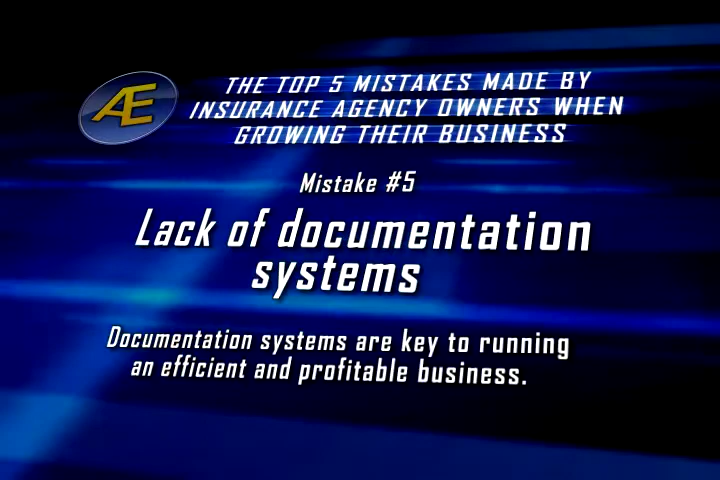 AE
THE TOP 5 MISTAKES MADE BY
INSURANCE AGENCY OWNERS WHEN
GROWING THEIR BUSINESS
Mistake #5
Lack of documentation
systems
Documentation systems are key to running
an efficient and profitable business.